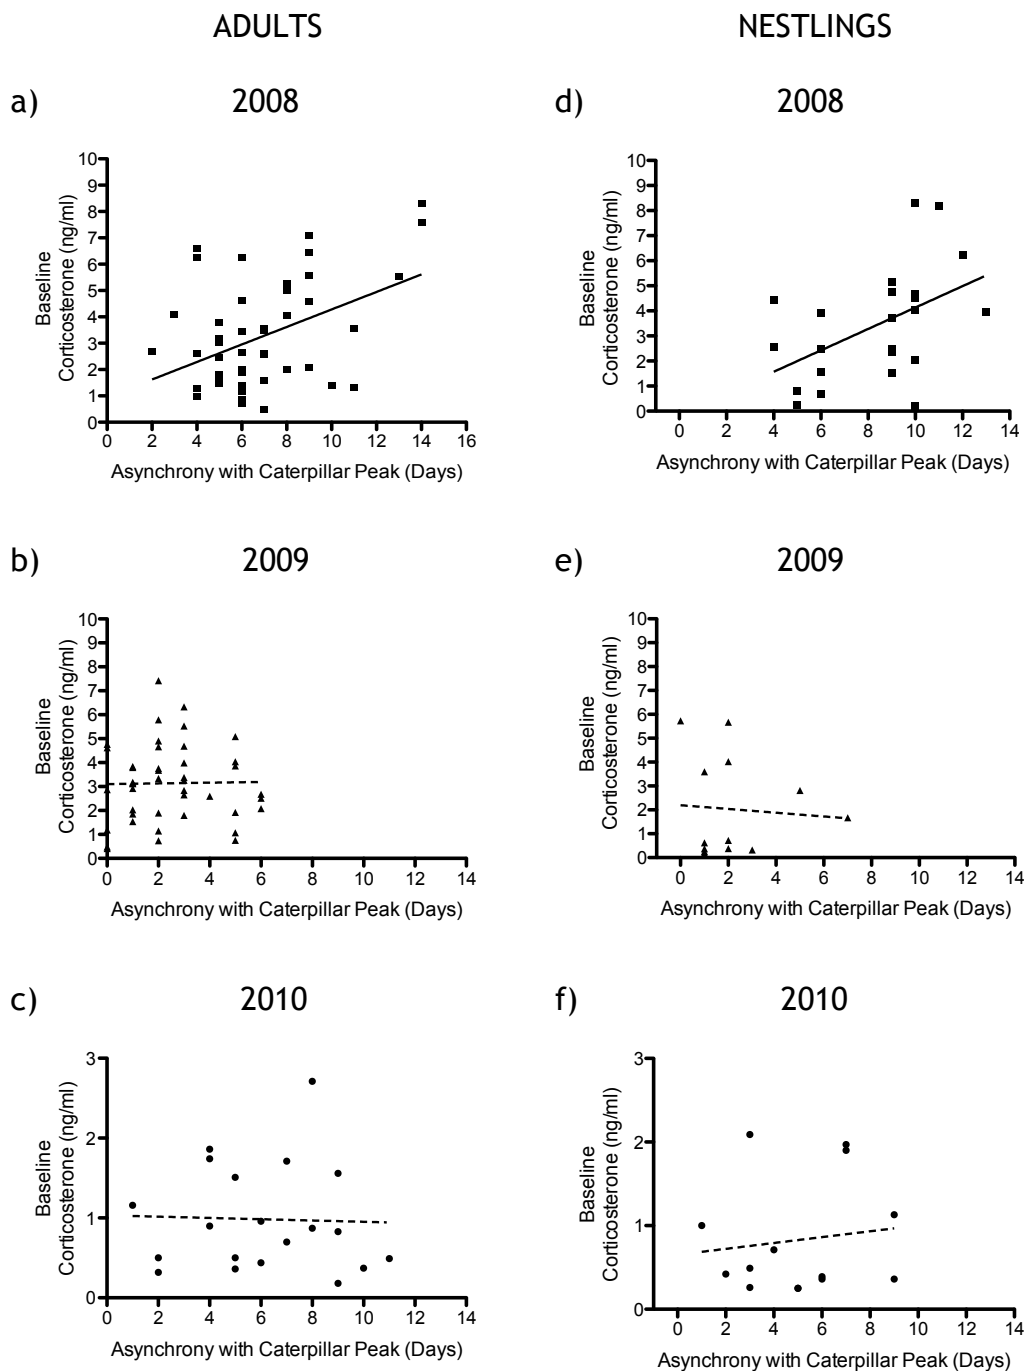 ADULTS
NESTLINGS
a)
2008
Baseline
Corticosterone (ng/ml)
10
9
8
7
6
5
4
3
2
1
0
0 2 4 6 8 10 12 14 16
Asynchrony with Caterpillar Peak (Days)
d)
2008
Baseline
Corticosterone (ng/ml)
10
9
8
7
6
5
4
3
2
1
0
0 2 4 6 8 10 12 14
Asynchrony with Caterpillar Peak (Days)
b)
2009
Baseline
Corticosterone (ng/ml)
10
9
8
7
6
5
4
3
2
1
0
0 2 4 6 8 10 12 14
Asynchrony with Caterpillar Peak (Days)
e)
2009
Baseline
Corticosterone (ng/ml)
10
9
8
7
6
5
4
3
2
1
0
0 2 4 6 8 10 12 14
Asynchrony with Caterpillar Peak (Days)
c)
2010
Baseline
Corticosterone (ng/ml)
3
2
1
0
0 2 4 6 8 10 12 14
Asynchrony with Caterpillar Peak (Days)
f)
2010
Baseline
Corticosterone (ng/ml)
3
2
1
0
0 2 4 6 8 10 12 14
Asynchrony with Caterpillar Peak (Days)